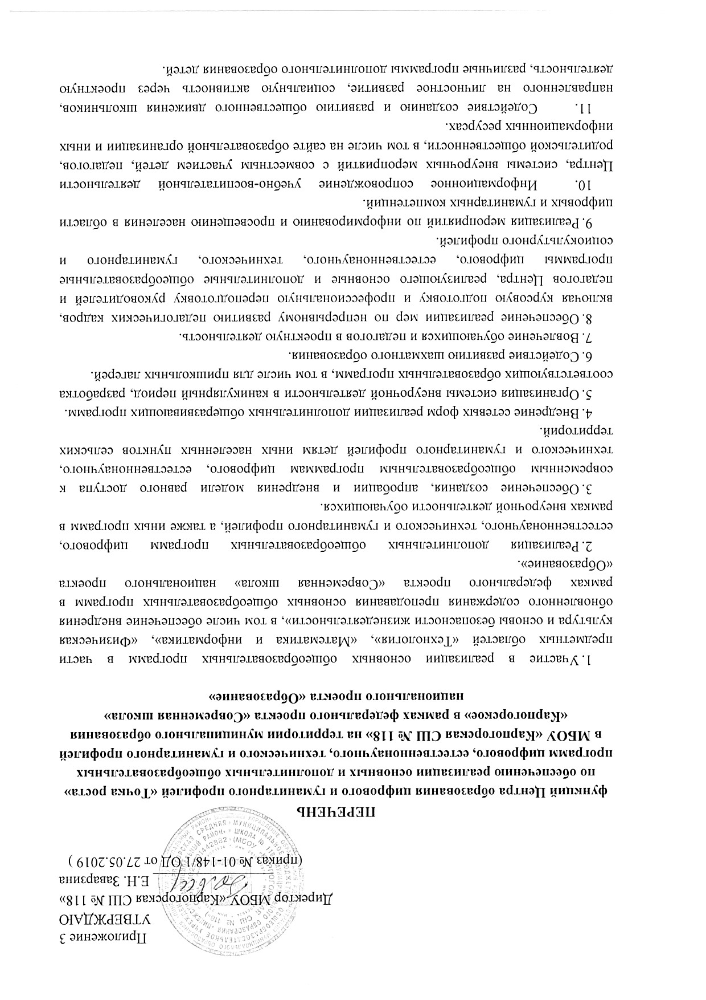 Приложение 3
УТВЕРЖДАЮ
Директор МБОУ «Карпогорская СШ № 118»
Е.Н. Заварзина
(приказ № 01-148/1 ОД от 27.05.2019 )
ПЕРЕЧЕНЬ
функций Центра образования цифрового и гуманитарного профилей «Точка роста»
по обеспечению реализации основных и дополнительных общеобразовательных
программ цифрового, естественнонаучного, технического и гуманитарного профилей
в МБОУ «Карпогорская СШ № 118» на территории муниципального образования
«Карпогорское» в рамках федерального проекта «Современная школа»
национального проекта «Образование»
1. Участие в реализации основных общеобразовательных программ в части
предметных областей «Технология», «Математика и информатика», «Физическая
культура и основы безопасности жизнедеятельности», в том числе обеспечение внедрения
обновленного содержания преподавания основных общеобразовательных программ в
рамках федерального проекта «Современная школа» национального проекта
«Образование».
2. Реализация дополнительных общеобразовательных программ цифрового,
естественнонаучного, технического и гуманитарного профилей, а также иных программ в
рамках внеурочной деятельности обучающихся.
3. Обеспечение создания, апробации и внедрения модели равного доступа к
современным общеобразовательным программам цифрового, естественнонаучного,
технического и гуманитарного профилей детям иных населенных пунктов сельских
территорий.
4. Внедрение сетевых форм реализации дополнительных общеразвивающих программ.
5. Организация системы внеурочной деятельности в каникулярный период, разработка
соответствующих образовательных программ, в том числе для пришкольных лагерей.
6. Содействие развитию шахматного образования.
7. Вовлечение обучающихся и педагогов в проектную деятельность.
8. Обеспечение реализации мер по непрерывному развитию педагогических кадров,
включая курсовую подготовку и профессиональную переподготовку руководителей и
педагогов Центра, реализующего основные и дополнительные общеобразовательные
программы цифрового, естественнонаучного, технического, гуманитарного и
социокультурного профилей.
9. Реализация мероприятий по информированию и просвещению населения в области
цифровых и гуманитарных компетенций.
10. Информационное сопровождение учебно-воспитательной деятельности
Центра, системы внеурочных мероприятий с совместным участием детей, педагогов,
родительской общественности, в том числе на сайте образовательной организации и иных
информационных ресурсах.
11. Содействие созданию и развитию общественного движения школьников,
направленного на личностное развитие, социальную активность через проектную
деятельность, различные программы дополнительного образования детей.